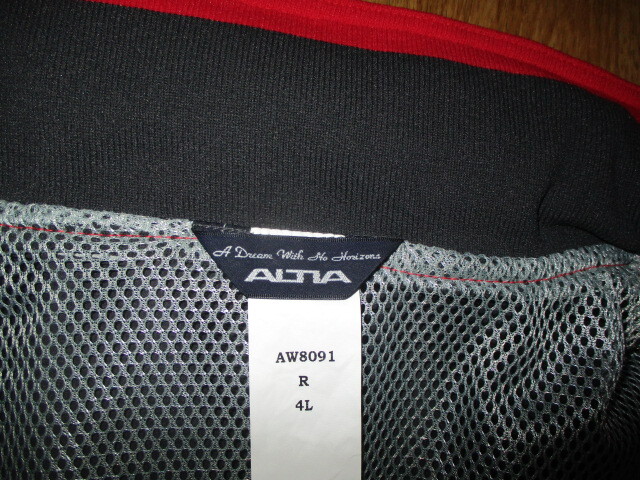 A Dream With No Horizons
ALTIA
AW8091
R
4L